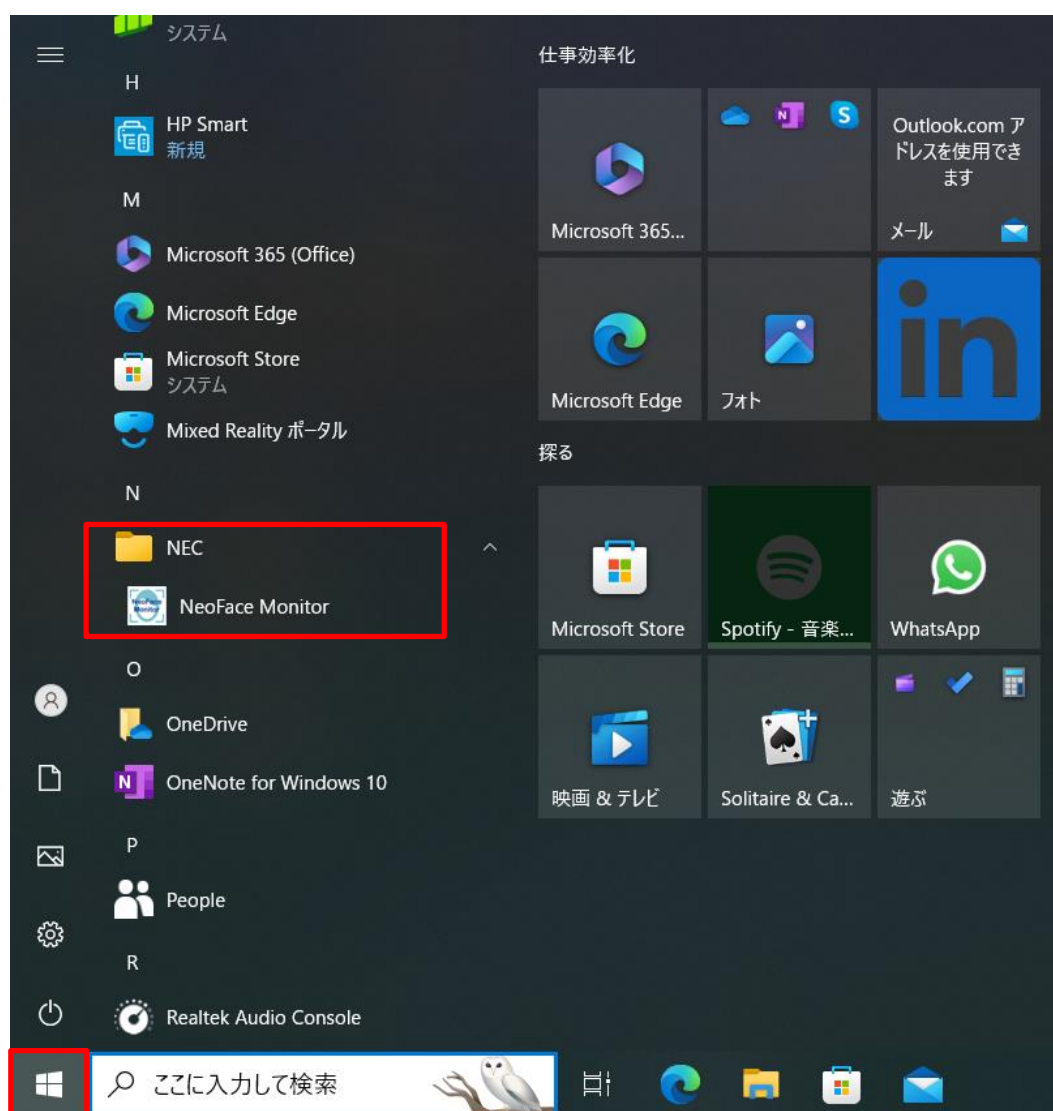 システム
H
HP Smart
新規
M
Microsoft 365 (Office)
Microsoft Edge
Microsoft Store
システム
Mixed Reality ポータル
N
NEC
NeoFace Monitor
O
OneDrive
OneNote for Windows 10
P
People
R
Realtek Audio Console
仕事効率化
Microsoft 365...
Outlook.com ア
ドレスを使用でき
ます
メール
Microsoft Edge
フォト
in
探る
Microsoft Store
Spotify - 音楽...
WhatsApp
映画 & テレビ
Solitaire & Ca...
遊ぶ
ここに入力して検索